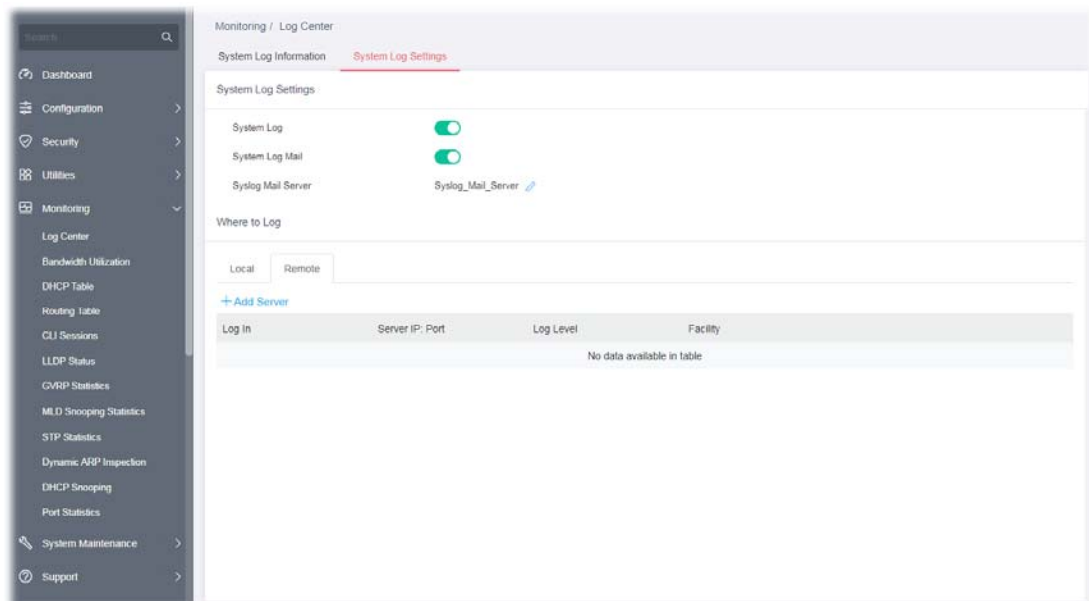 Search
Dashboard
Configuration
Security
Utilities
Monitoring
Log Center
Bandwidth Utilization
DHCP Table
Routing Table
CLI Sessions
LLDP Status
GVRP Statistics
MLD Snooping Statistics
STP Statistics
Dynamic ARP Inspection
DHCP Snooping
Port Statistics
System Maintenance
Support
Monitoring / Log Center
System Log Information System Log Settings
System Log Settings
System Log
System Log Mail
Syslog Mail Server Syslog_Mail_Server
Where to Log
Local Remote
+Add Server
Log In Server IP: Port Log Level Facility
No data available in table